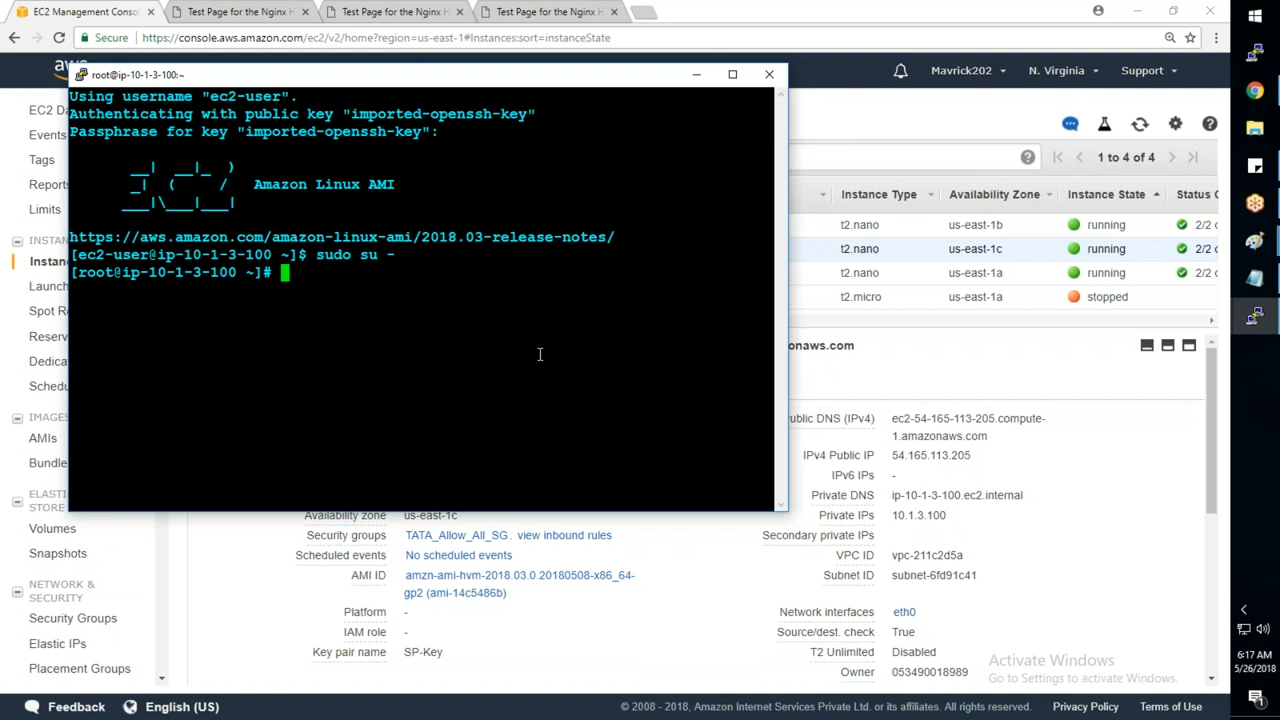 EC2 Management Conso
Test Page for the Nginx H
Test Page for the Nginx H
Test Page for the Nginx H
Secure
https://console.aws.amazon.com/ec2/v2/home?region=us-east-1#Instances:sort=instanceState
aws
Mavrick202
N. Virginia
Support
root@ip-10-1-3-100:~
Using username "ec2-user".
Authenticating with public key "imported-openssh-key"
Passphrase for key "imported-openssh-key":
__|  __|_  )
_|  (     /   Amazon Linux AMI
___|\___|___|
https://aws.amazon.com/amazon-linux-ami/2018.03-release-notes/
[ec2-user@ip-10-1-3-100 ~]$ sudo su -
[root@ip-10-1-3-100 ~]#
EC2 Da
Events
Tags
Reports
Limits
INSTAN
Instanc
Launch
Spot Re
Reserv
Dedica
Schedu
IMAGES
AMIs
Bundle
ELASTI
STORE
Volumes
Snapshots
NETWORK &
SECURITY
Security Groups
Elastic IPs
Placement Groups
1 to 4 of 4
Instance Type
Availability Zone
Instance State
Status C
t2.nano us-east-1b running 2/2 c
t2.nano us-east-1c running 2/2 c
t2.nano us-east-1a running 2/2 c
t2.micro us-east-1a stopped
onaws.com
Public DNS (IPv4) ec2-54-165-113-205.compute-
1.amazonaws.com
IPv4 Public IP 54.165.113.205
IPv6 IPs -
Private DNS ip-10-1-3-100.ec2.internal
Availability zone us-east-1c
Private IPs 10.1.3.100
Security groups TATA_Allow_All_SG. view inbound rules
Secondary private IPs
Scheduled events No scheduled events
VPC ID vpc-211c2d5a
AMI ID amzn-ami-hvm-2018.03.0.20180508-x86_64-
gp2 (ami-14c5486b)
Subnet ID subnet-6fd91c41
Platform -
Network interfaces eth0
IAM role -
Source/dest. check True
Key pair name SP-Key
T2 Unlimited Disabled
Owner 053490018989
Activate Windows
Go to Settings to activate Windows.
Feedback
English (US)
© 2008 - 2018, Amazon Internet Services Private Ltd. or its affiliates. All rights reserved.
Privacy Policy
Terms of Use
6:17 AM
5/26/2018
1